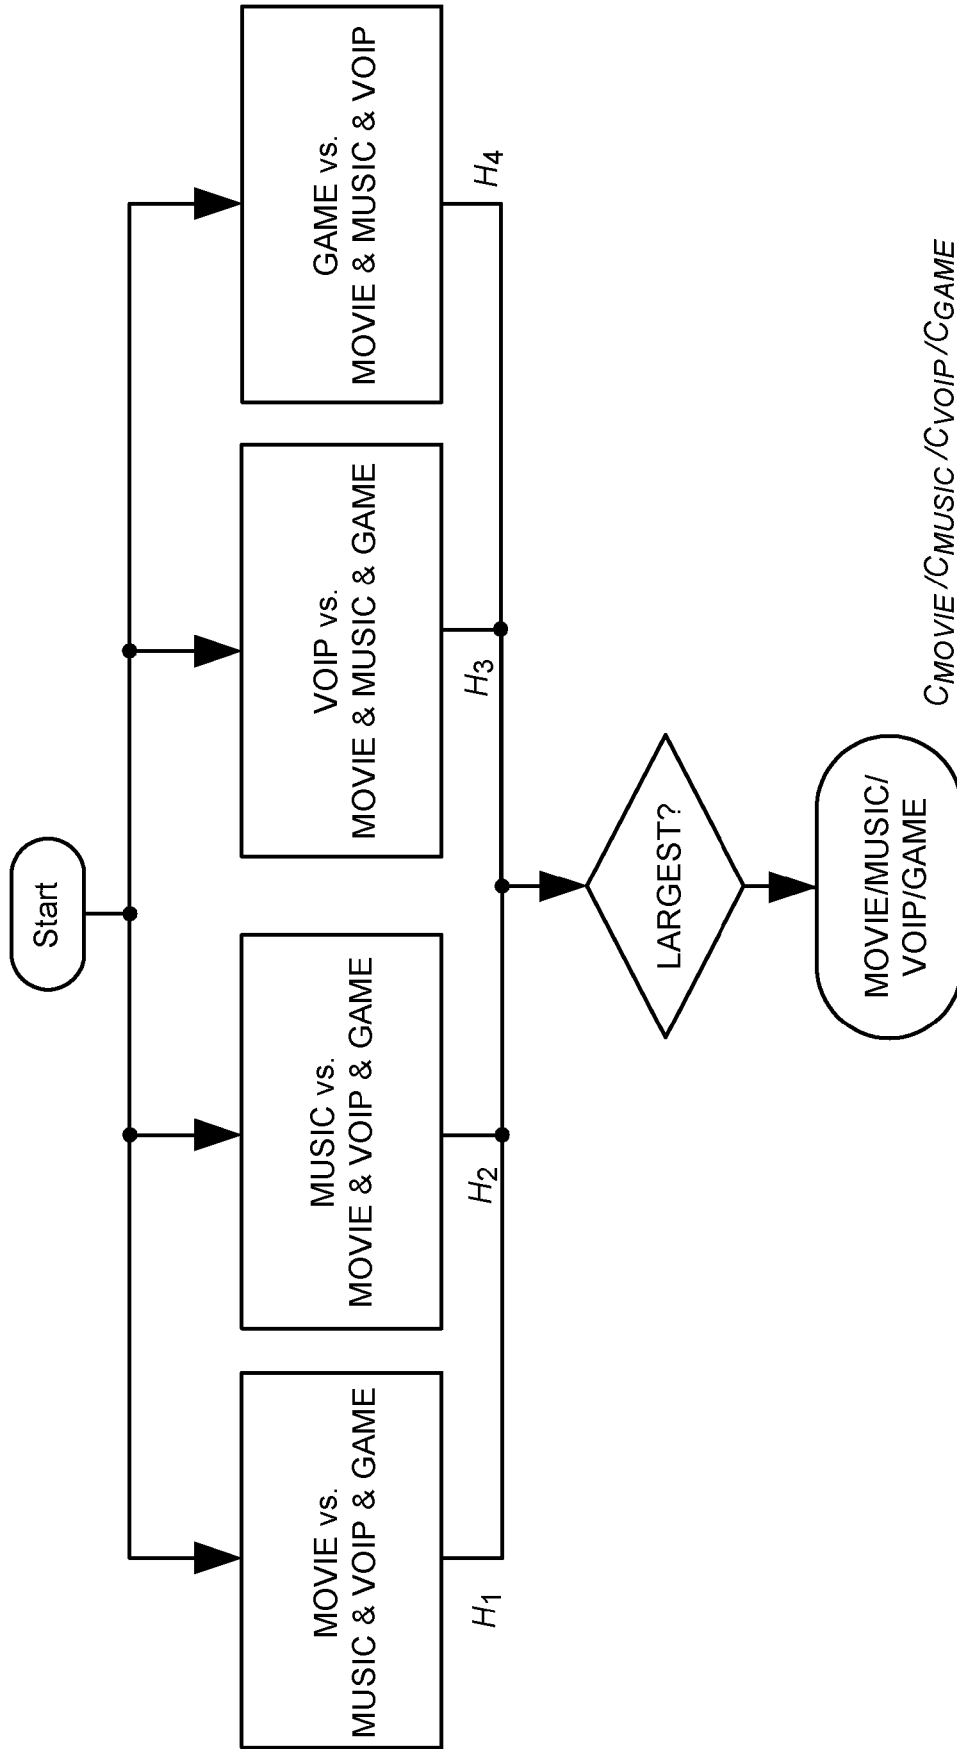 Start
MOVIE vs.
MUSIC & VOIP & GAME
MUSIC vs.
MOVIE & VOIP & GAME
VOIP vs.
MOVIE & MUSIC & GAME
GAME vs.
MOVIE & MUSIC & VOIP
H1
H2
H3
H4
LARGEST?
MOVIE/MUSIC/
VOIP/GAME
CMOVIE/CMUSIC/CVOIP/CGAME